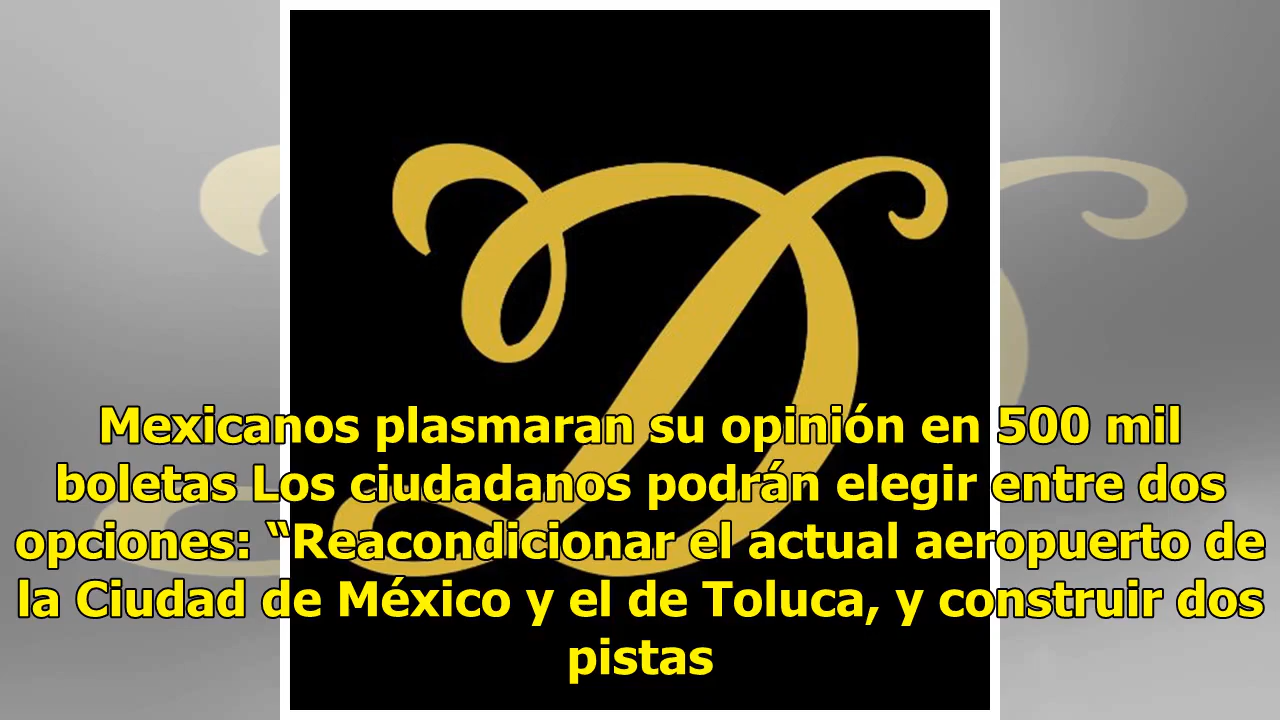 Mexicanos plasmaran su opinión en 500 mil
boletas Los ciudadanos podrán elegir entre dos
opciones: “Reacondicionar el actual aeropuerto de
la Ciudad de México y el de Toluca, y construir dos
pistas